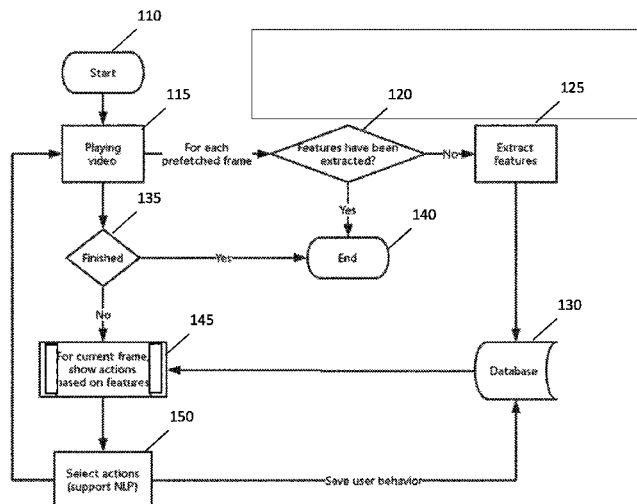 110
Start
115
120
125
Playing
video
For each
prefetched frame
Features have been
extracted?
No
Extract
features
135
Yes
140
Finished
Yes
End
No
145
130
For current frame,
show actions
based on features
Database
150
Select actions
(support NLP)
Save user behavior